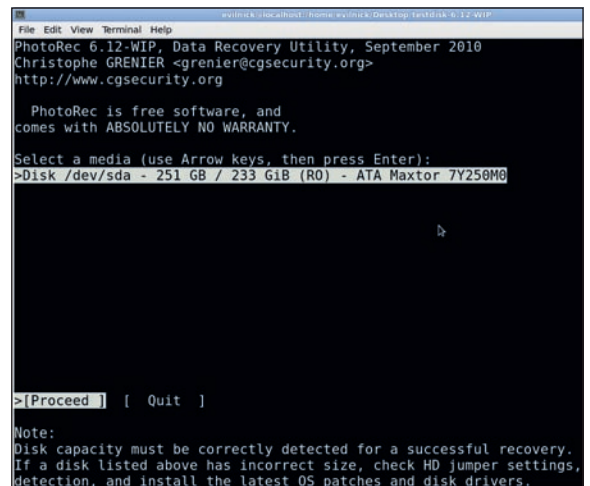 evilnick@localhost:/home/evilnick/Desktop/testdisk-6.12-WIP
File Edit View Terminal Help
PhotoRec 6.12-WIP, Data Recovery Utility, September 2010
Christophe GRENIER <grenier@cgsecurity.org>
http://www.cgsecurity.org
PhotoRec is free software, and
comes with ABSOLUTELY NO WARRANTY.
Select a media (use Arrow keys, then press Enter):
>Disk /dev/sda - 251 GB / 233 GiB (RO) - ATA Maxtor 7Y250M0
>[Proceed ] [ Quit ]
Note:
Disk capacity must be correctly detected for a successful recovery.
If a disk listed above has incorrect size, check HD jumper settings,
detection, and install the latest OS patches and disk drivers.